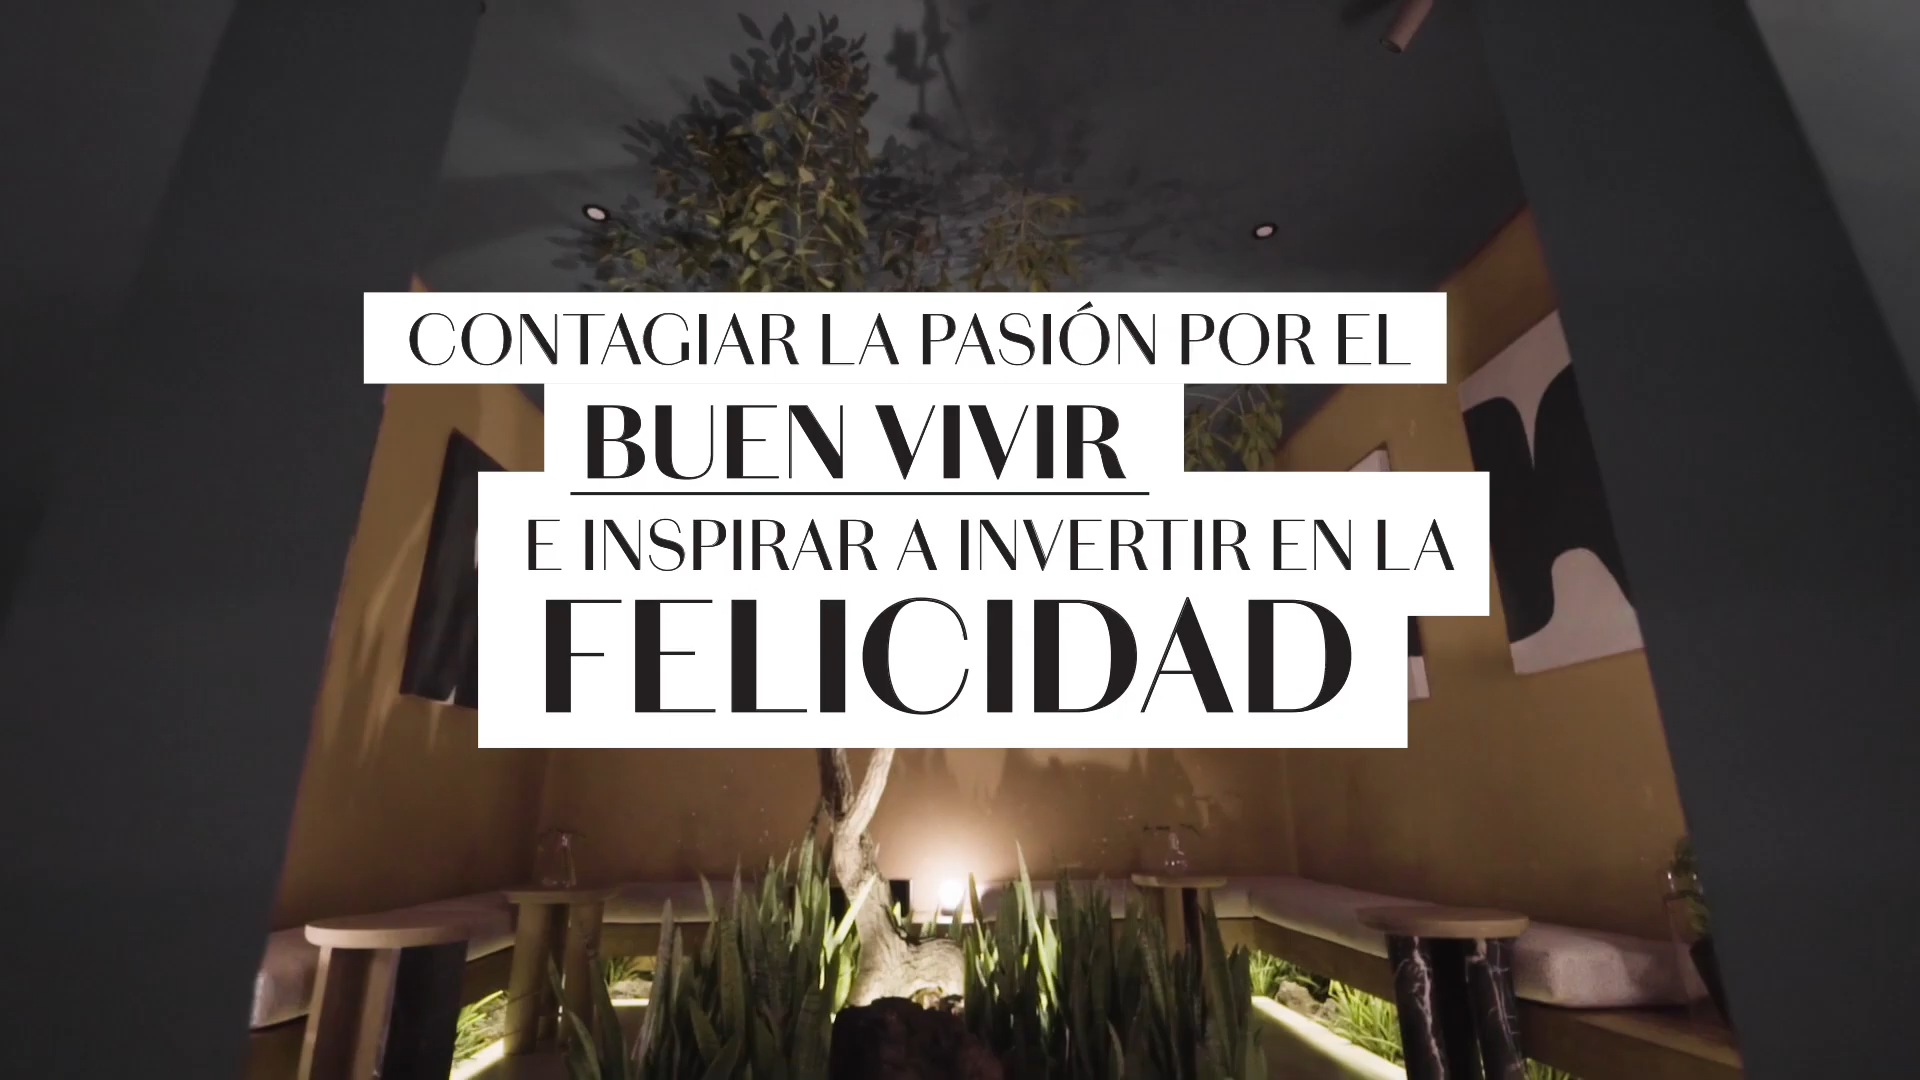 CONTAGIAR LA PASIÓN POR EL
BUEN VIVIR
E INSPIRAR A INVERTIR EN LA
FELICIDAD